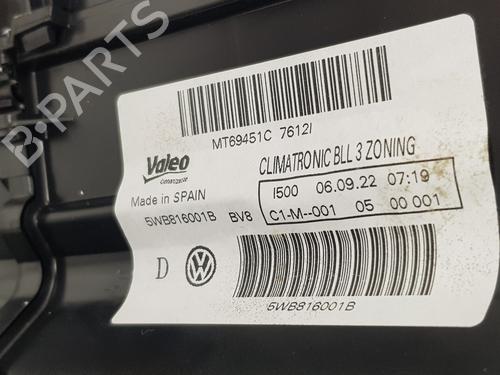 MT69451C 7612I
Valeo
Climatización
CLIMATRONIC BLL 3 ZONING
Made in SPAIN
I500 06.09.22 07:19
5WB816001B BV8
C1-M--001 05 00 001
D
5WB816001B
B-PARTS